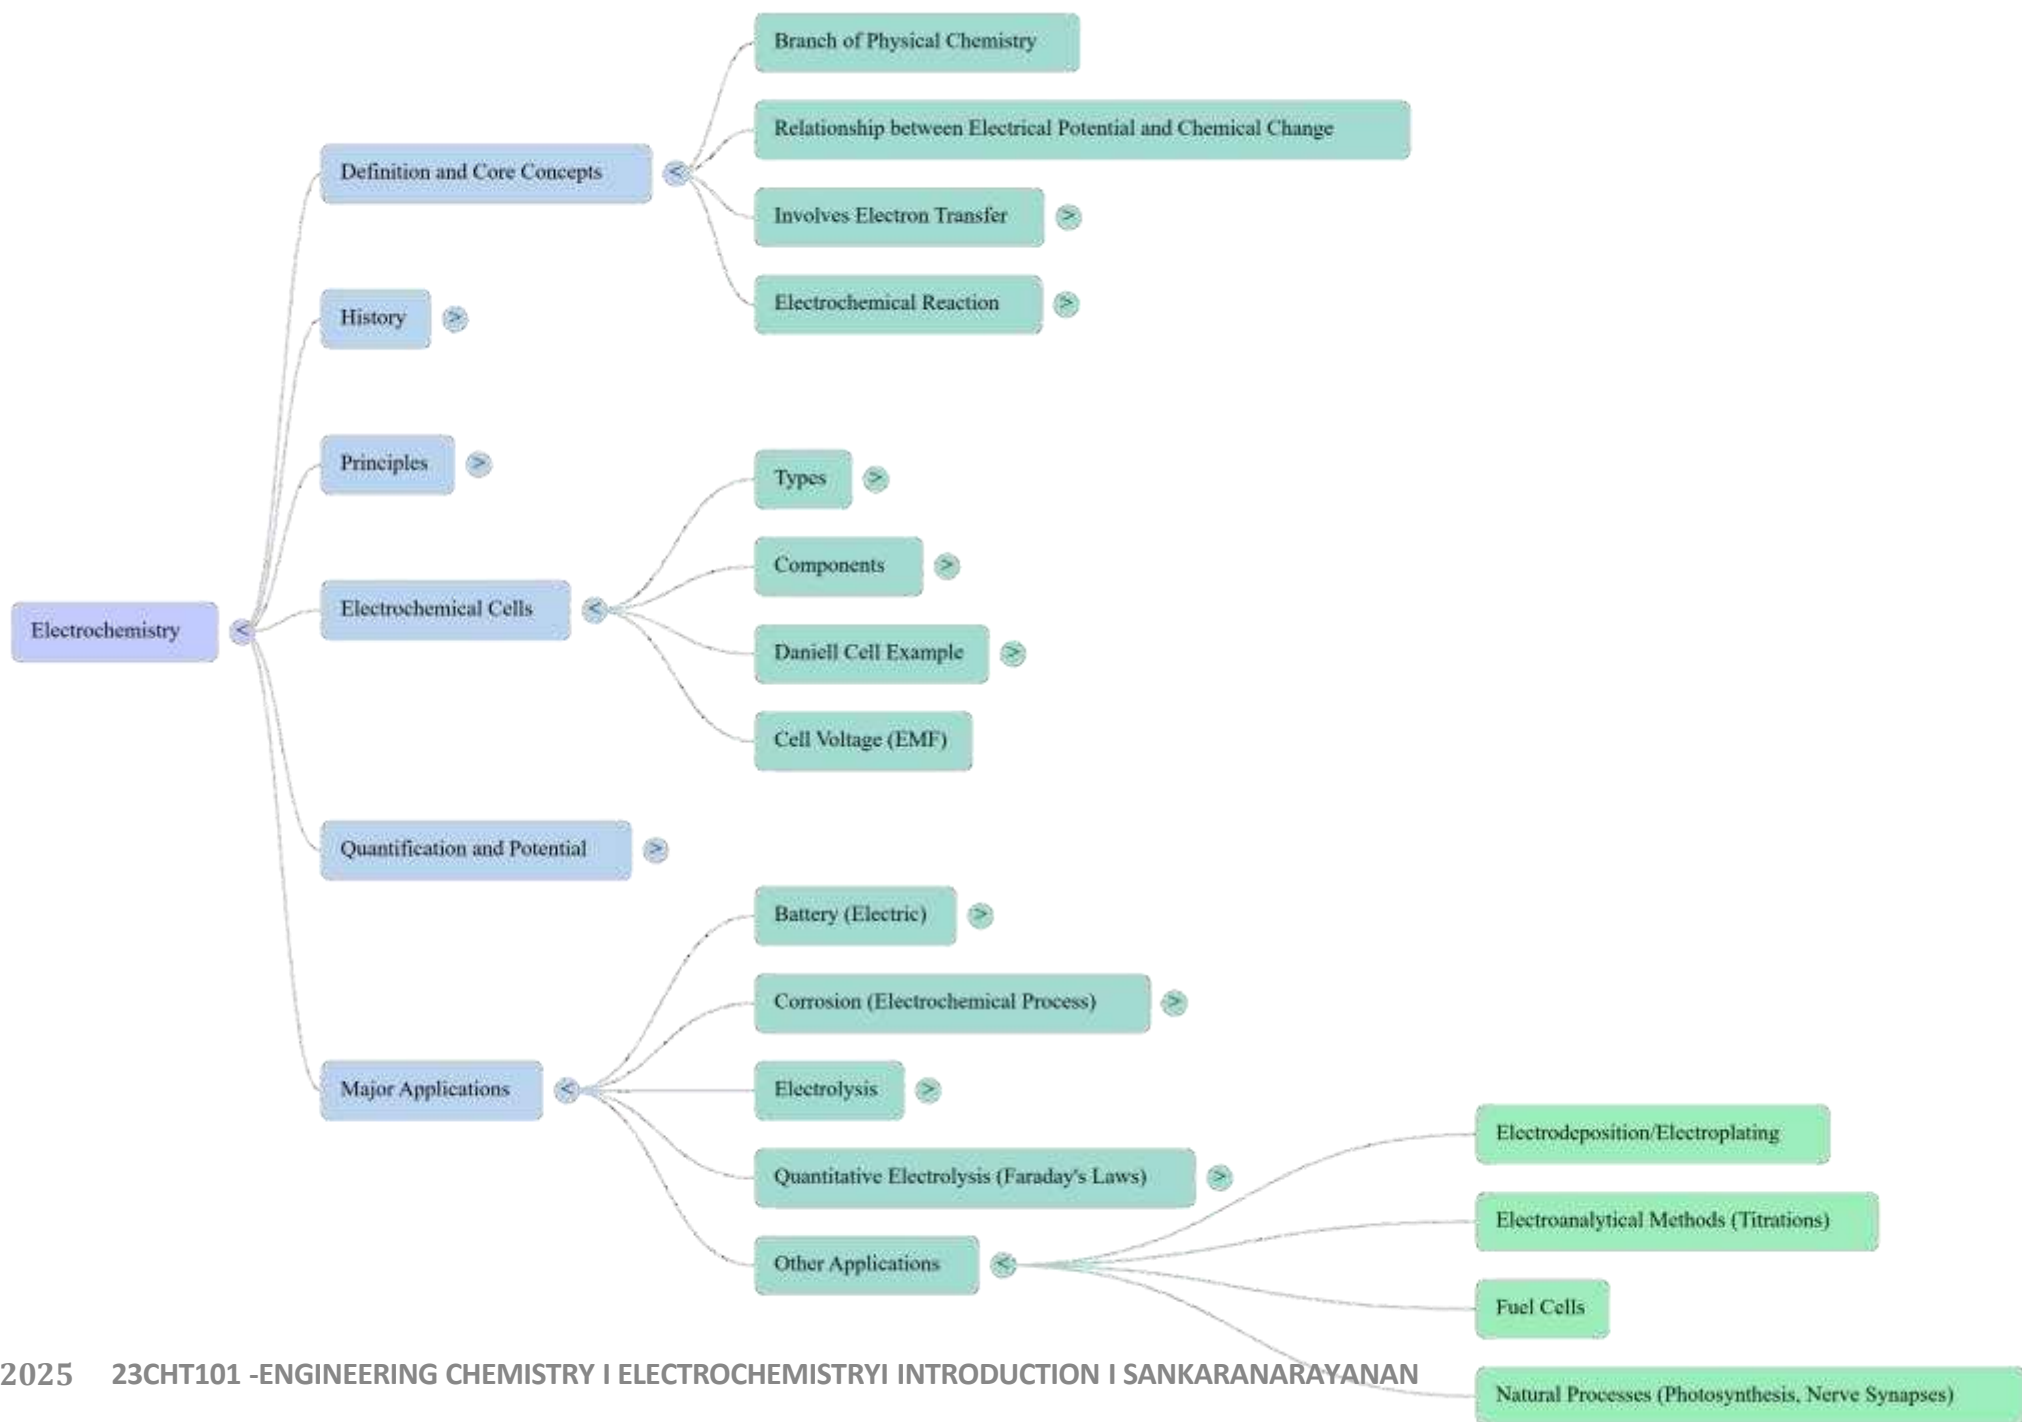 Electrochemistry
Definition and Core Concepts
Branch of Physical Chemistry
Relationship between Electrical Potential and Chemical Change
Involves Electron Transfer
>
Electrochemical Reaction
>
<
History
>
Principles
>
Electrochemical Cells
<
Types
>
Components
>
Daniell Cell Example
>
Cell Voltage (EMF)
<
Quantification and Potential
>
Major Applications
<
Battery (Electric)
>
Corrosion (Electrochemical Process)
>
Electrolysis
>
Quantitative Electrolysis (Faraday's Laws)
>
Other Applications
<
Electrodeposition/Electroplating
Electroanalytical Methods (Titrations)
Fuel Cells
Natural Processes (Photosynthesis, Nerve Synapses)
2025 23CHT101 -ENGINEERING CHEMISTRY I ELECTROCHEMISTRYI INTRODUCTION I SANKARANARAYANAN